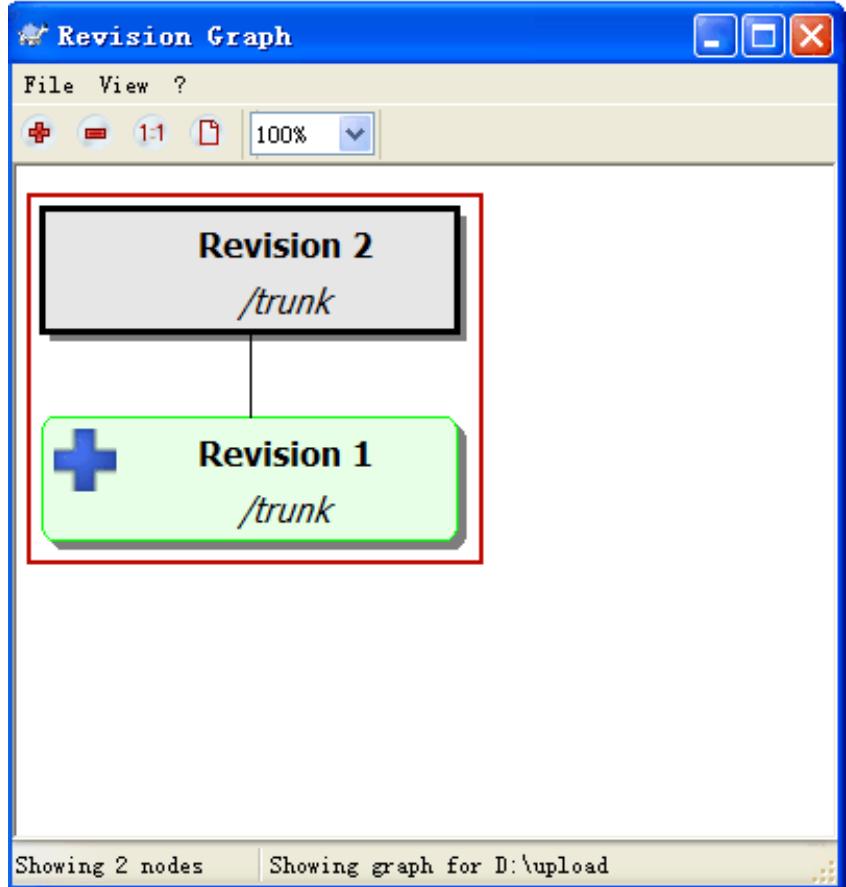 Revision Graph
File View ?
1:1 100%
Revision 2
/trunk
Revision 1
/trunk
Showing 2 nodes Showing graph for D:\upload